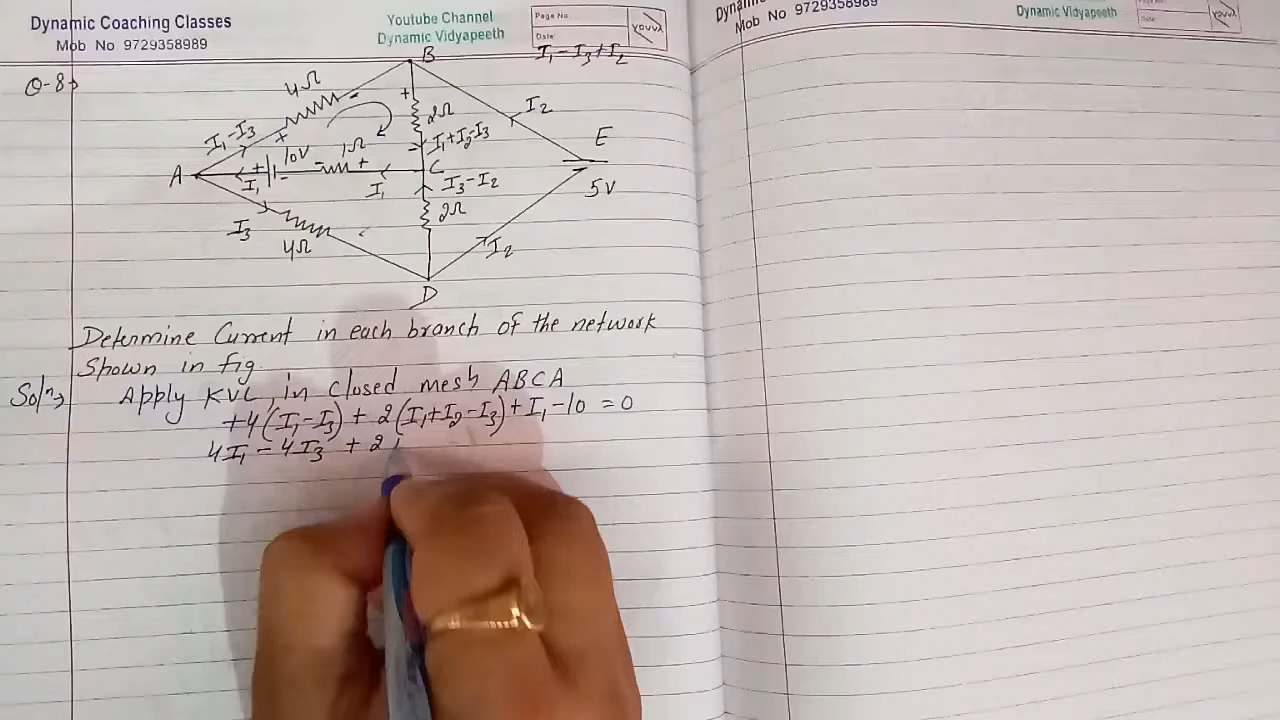 Dynamic Coaching Classes
Mob No 9729358989
Youtube Channel
Dynamic Vidyapeeth
Page No.
Date:
YOUVA
Mob No 9729358989
Dynamic Vidyapeeth
YOUVA
Q-8⇒
B
I₁-I₃+I₂
4Ω
+
-
I₁-I₃
+
2Ω
I₂
I₁+I₂-I₃
E
5V
A
I₁
+
10V
-
-
1Ω
+
I₁
C
I₃-I₂
2Ω
I₃
4Ω
I₂
D
Determine Current in each branch of the network
Shown in fig.
Solⁿ⇒ Apply KVL, in closed mesh ABCA
+4(I₁-I₃) + 2(I₁+I₂-I₃)+I₁-10 = 0
4I₁ - 4I₃ + 2